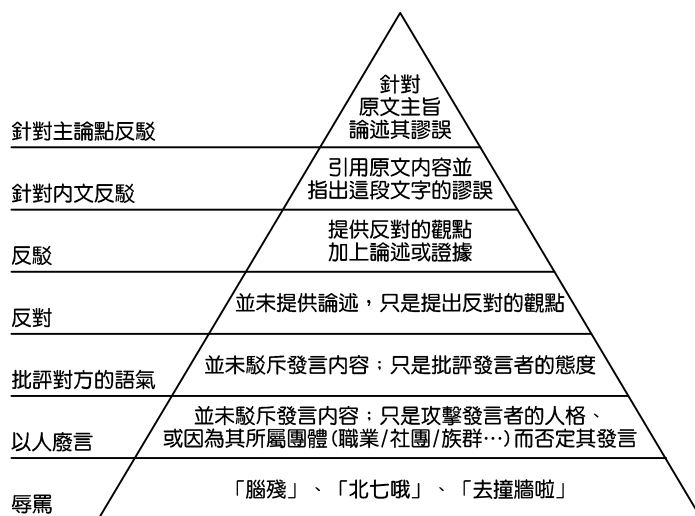 針對
原文主旨
論述其謬誤
針對主論點反駁
引用原文內容並
指出這段文字的謬誤
針對內文反駁
提供反對的觀點
加上論述或證據
反駁
並未提供論述，只是提出反對的觀點
反對
並未駁斥發言內容；只是批評發言者的態度
批評對方的語氣
並未駁斥發言內容；只是攻擊發言者的人格、
或因為其所屬團體(職業/社團/族群⋯)而否定其發言
以人廢言
「腦殘」、「北七哦」、「去撞牆啦」
辱罵